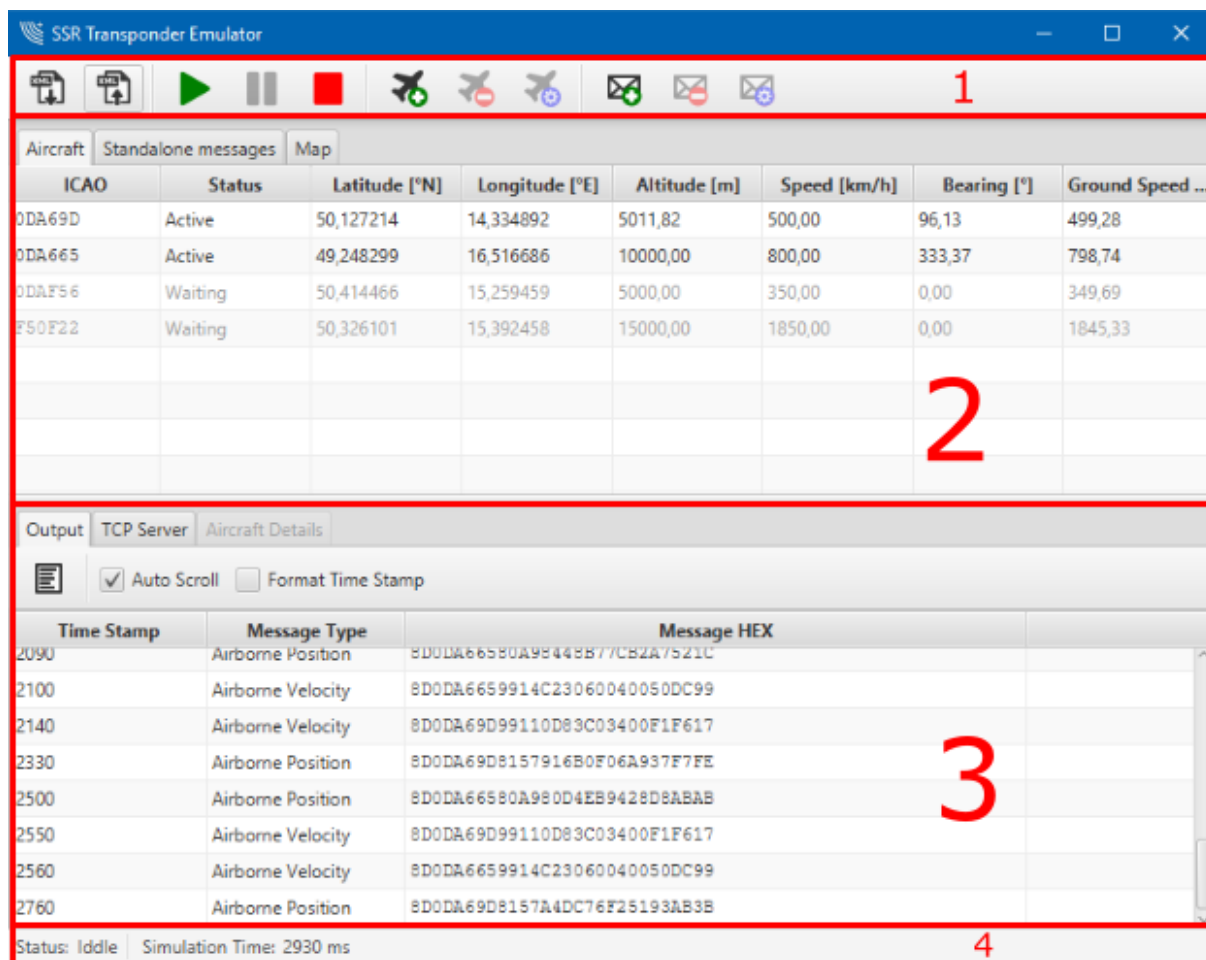 SSR Transponder Emulator
XML XML 1
Aircraft Standalone messages Map
ICAO Status Latitude [°N] Longitude [°E] Altitude [m] Speed [km/h] Bearing [°] Ground Speed ...
0DA69D Active 50,127214 14,334892 5011,82 500,00 96,13 499,28
0DA665 Active 49,248299 16,516686 10000,00 800,00 333,37 798,74
0DAF56 Waiting 50,414466 15,259459 5000,00 350,00 0,00 349,69
F50F22 Waiting 50,326101 15,392458 15000,00 1850,00 0,00 1845,33
2
Output TCP Server Aircraft Details
Auto Scroll Format Time Stamp
Time Stamp Message Type Message HEX
2090 Airborne Position 8D0DA66580A98448B77CB2A7521C
2100 Airborne Velocity 8D0DA6659914C23060040050DC99
2140 Airborne Velocity 8D0DA69D99110D83C03400F1F617
2330 Airborne Position 8D0DA69D8157916B0F06A937F7FE
2500 Airborne Position 8D0DA66580A980D4EB9428D8ABAB
2550 Airborne Velocity 8D0DA69D99110D83C03400F1F617
2560 Airborne Velocity 8D0DA6659914C23060040050DC99
2760 Airborne Position 8D0DA69D8157A4DC76F25193AB3B
3
Status: Iddle Simulation Time: 2930 ms 4